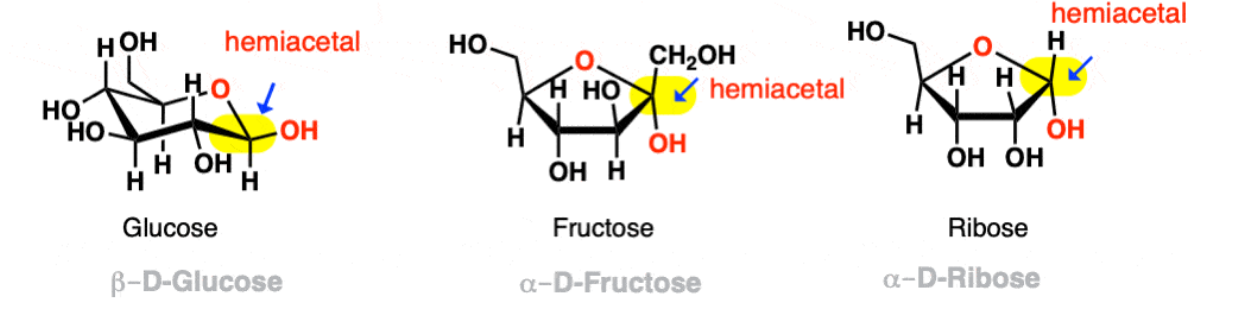 H OH
hemiacetal
H
O
HO
HO
OH
H
OH
H
H
Glucose
β-D-Glucose
HO
O
CH₂OH
H
HO
hemiacetal
H
OH
OH
H
Fructose
α-D-Fructose
hemiacetal
HO
O
H
H
H
H
OH
OH
OH
Ribose
α-D-Ribose